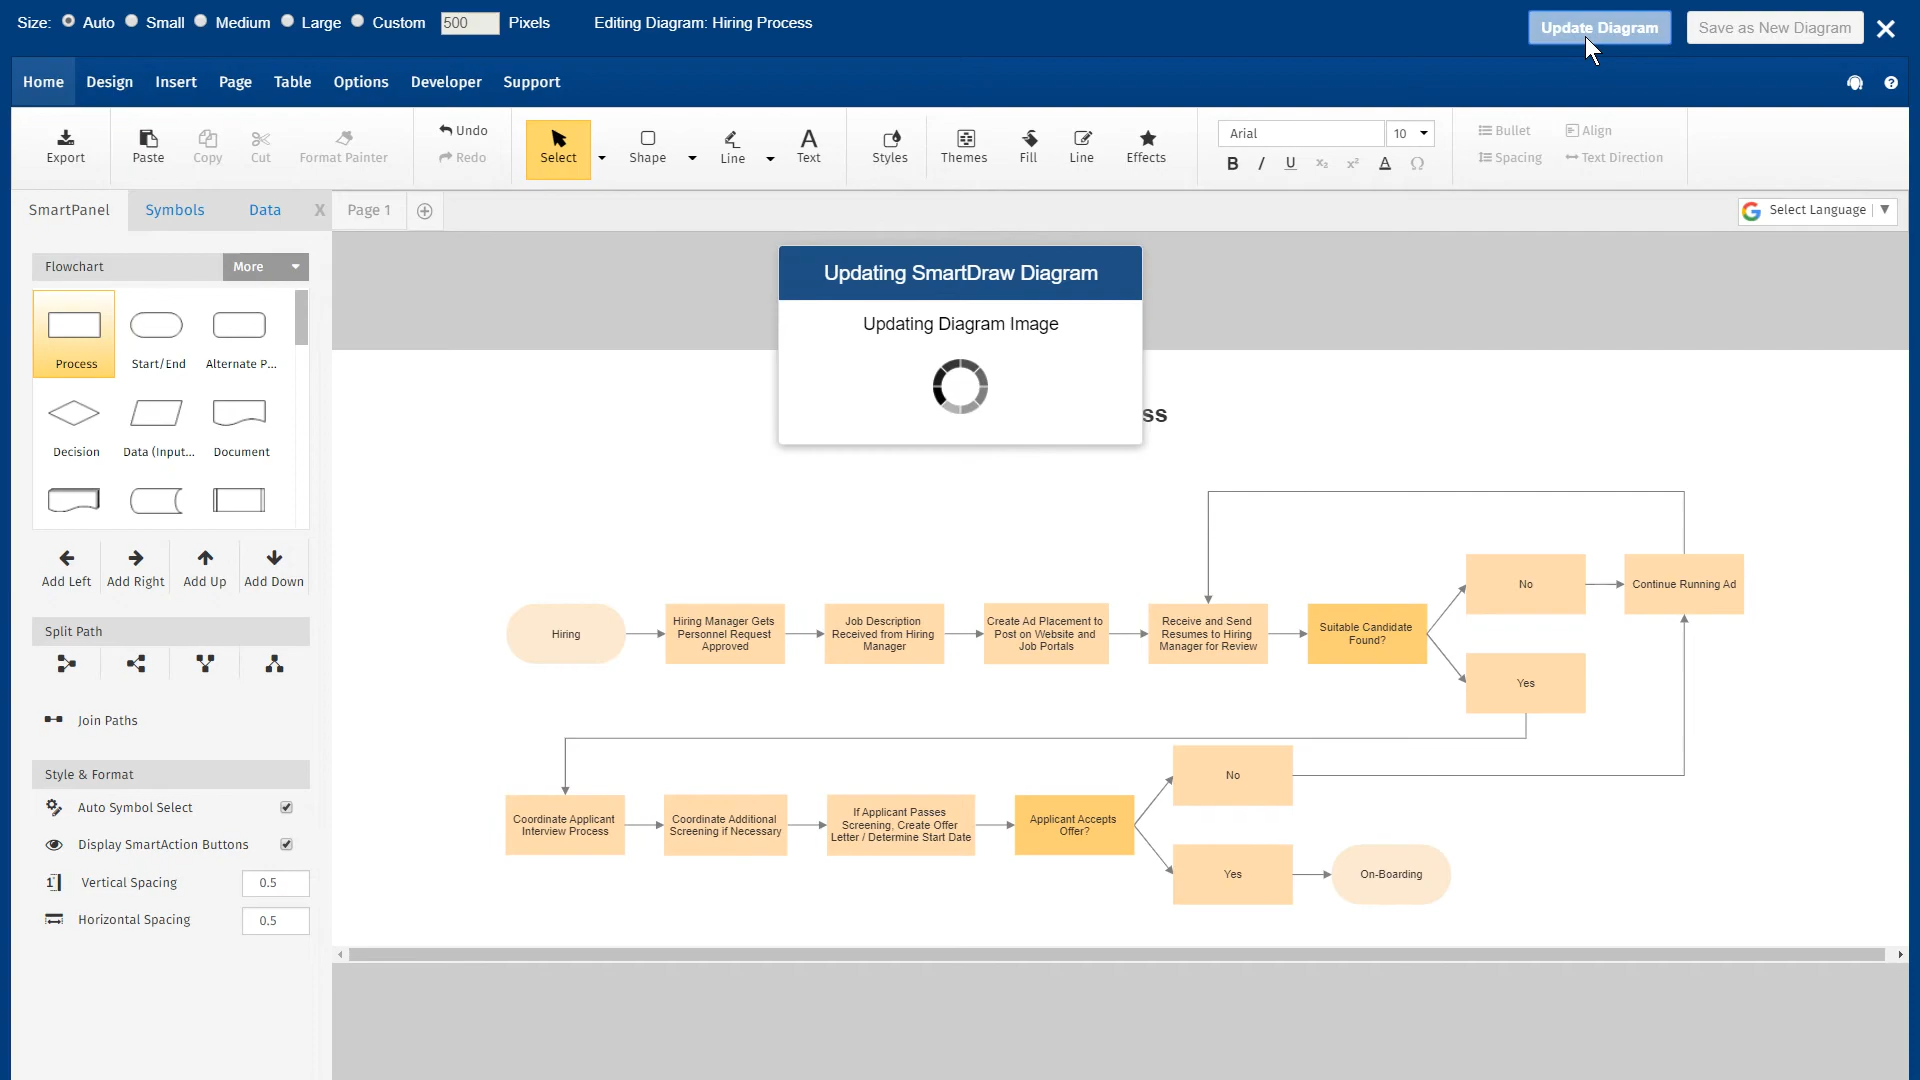 Size: Auto Small Medium Large Custom 500 Pixels Editing Diagram: Hiring Process Update Diagram Save as New Diagram
Home Design Insert Page Table Options Developer Support
Export Paste Copy Cut Format Painter Undo Redo Select Shape Line Text Styles Themes Fill Line Effects Arial 10 B I U X₂ X² A Ω Bullet Align Spacing Text Direction
SmartPanel Symbols Data X Page 1 Select Language
Flowchart More
Process Start/End Alternate P...
Decision Data (Input... Document
Add Left Add Right Add Up Add Down
Split Path
Join Paths
Style & Format
Auto Symbol Select
Display SmartAction Buttons
Vertical Spacing 0.5
Horizontal Spacing 0.5
Updating SmartDraw Diagram
Updating Diagram Image
ss
Hiring
Hiring Manager Gets
Personnel Request
Approved
Job Description
Received from Hiring
Manager
Create Ad Placement to
Post on Website and
Job Portals
Receive and Send
Resumes to Hiring
Manager for Review
Suitable Candidate
Found?
No
Continue Running Ad
Yes
Coordinate Applicant
Interview Process
Coordinate Additional
Screening if Necessary
If Applicant Passes
Screening, Create Offer
Letter / Determine Start Date
Applicant Accepts
Offer?
No
Yes
On-Boarding